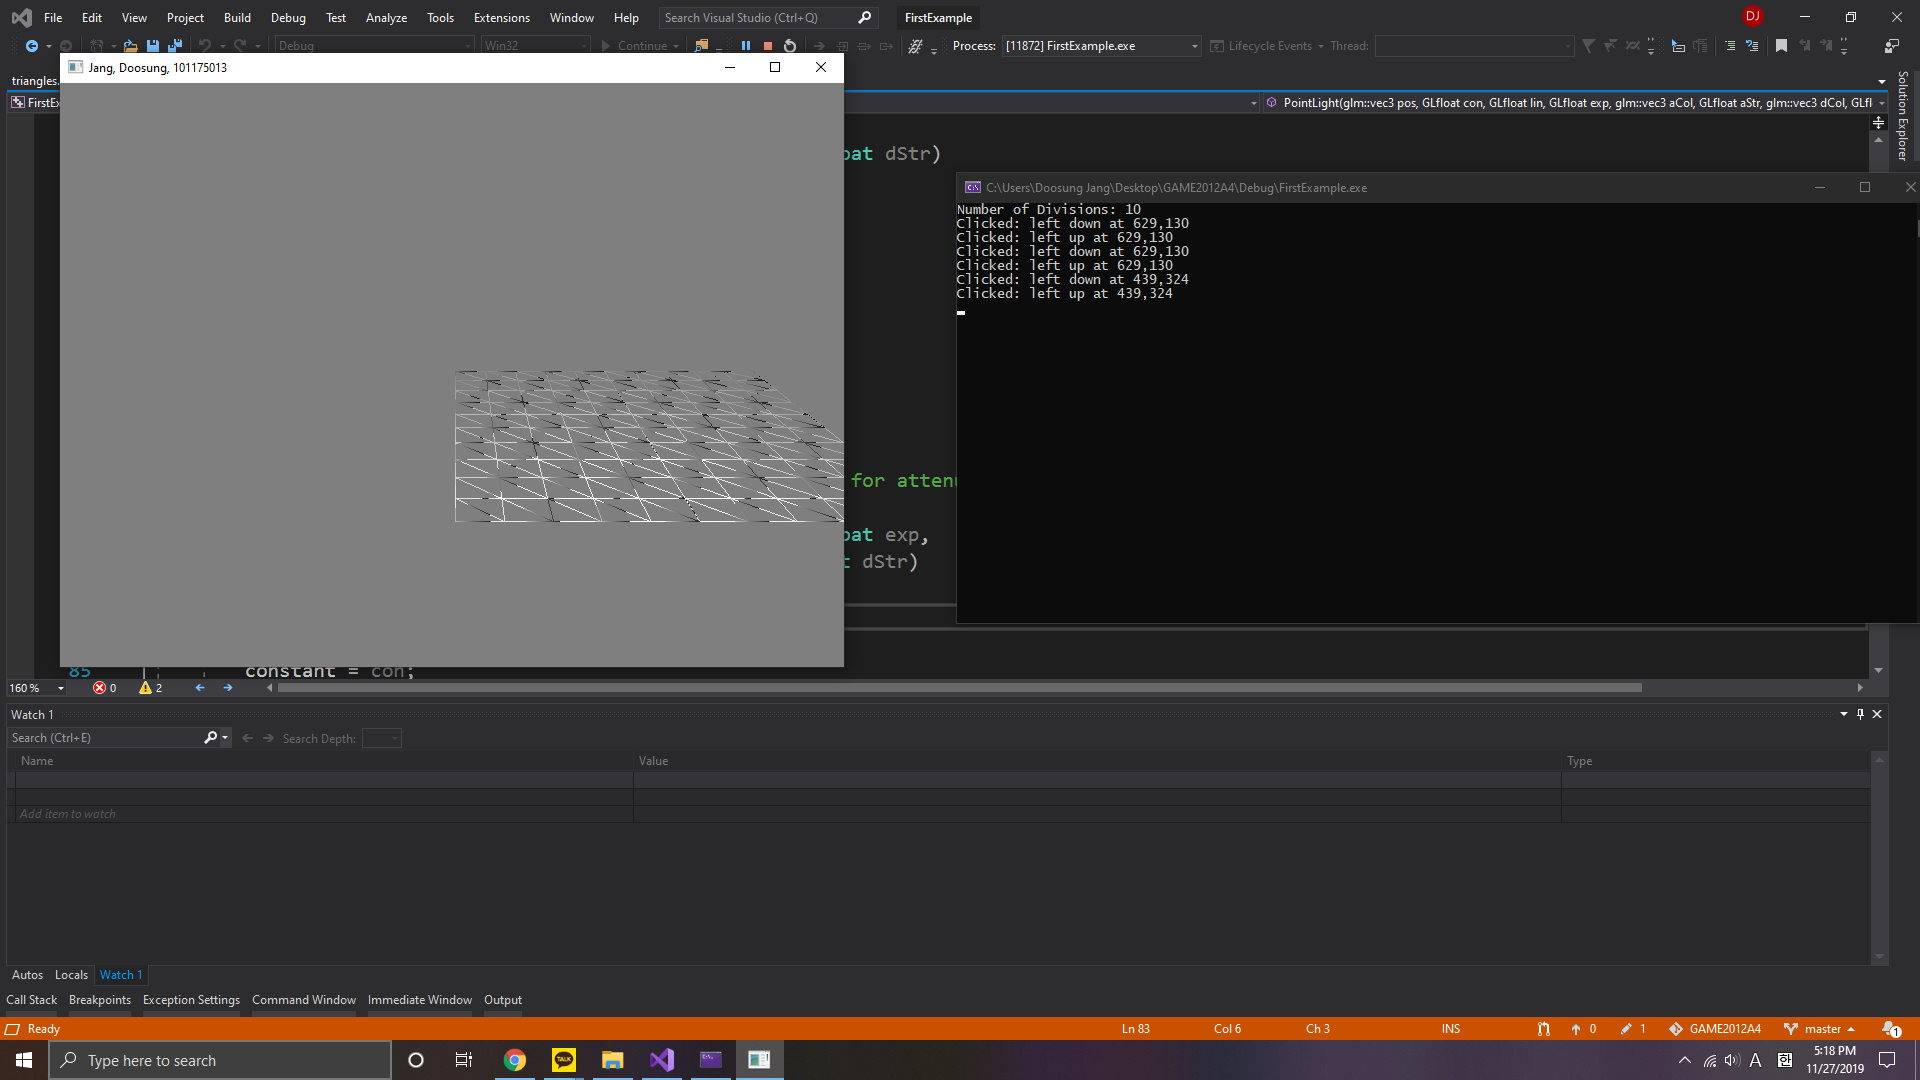 File Edit View Project Build Debug Test Analyze Tools Extensions Window Help Search Visual Studio (Ctrl+Q) FirstExample DJ
Debug Win32 Continue Process: [11872] FirstExample.exe Lifecycle Events Thread:
Jang, Doosung, 101175013
triangles.
FirstEx
PointLight(glm::vec3 pos, GLfloat con, GLfloat lin, GLfloat exp, glm::vec3 aCol, GLfloat aStr, glm::vec3 dCol, GLfl
Solution Explorer
oat dStr)
C:\Users\Doosung Jang\Desktop\GAME2012A4\Debug\FirstExample.exe
Number of Divisions: 10
Clicked: left down at 629,130
Clicked: left up at 629,130
Clicked: left down at 629,130
Clicked: left up at 629,130
Clicked: left down at 439,324
Clicked: left up at 439,324
for attenu
oat exp,
t dStr)
85 constant = con;
160 % 0 2
Watch 1
Search (Ctrl+E) Search Depth:
Name Value Type
Add item to watch
Autos Locals Watch 1
Call Stack Breakpoints Exception Settings Command Window Immediate Window Output
Ready Ln 83 Col 6 Ch 3 INS 0 1 GAME2012A4 master 1
Type here to search TALK A 한 5:18 PM
11/27/2019